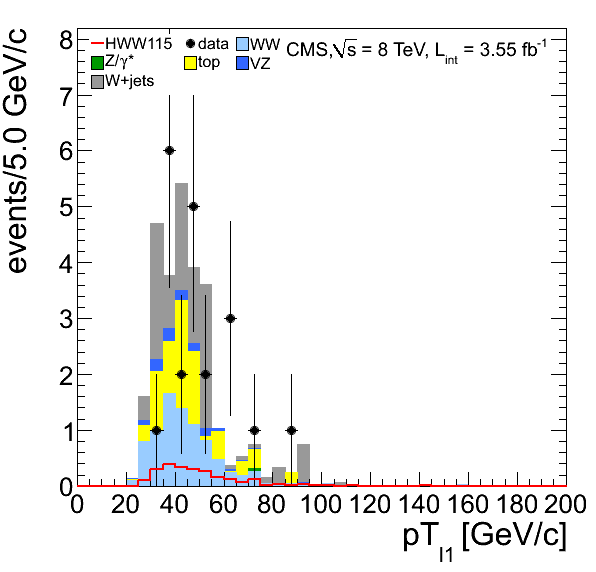 HWW115 data WW CMS,√s = 8 TeV, L_int = 3.55 fb⁻¹
Z/γ* top VZ
W+jets
events/5.0 GeV/c
8
7
6
5
4
3
2
1
0
0 20 40 60 80 100 120 140 160 180 200
pT_l1 [GeV/c]